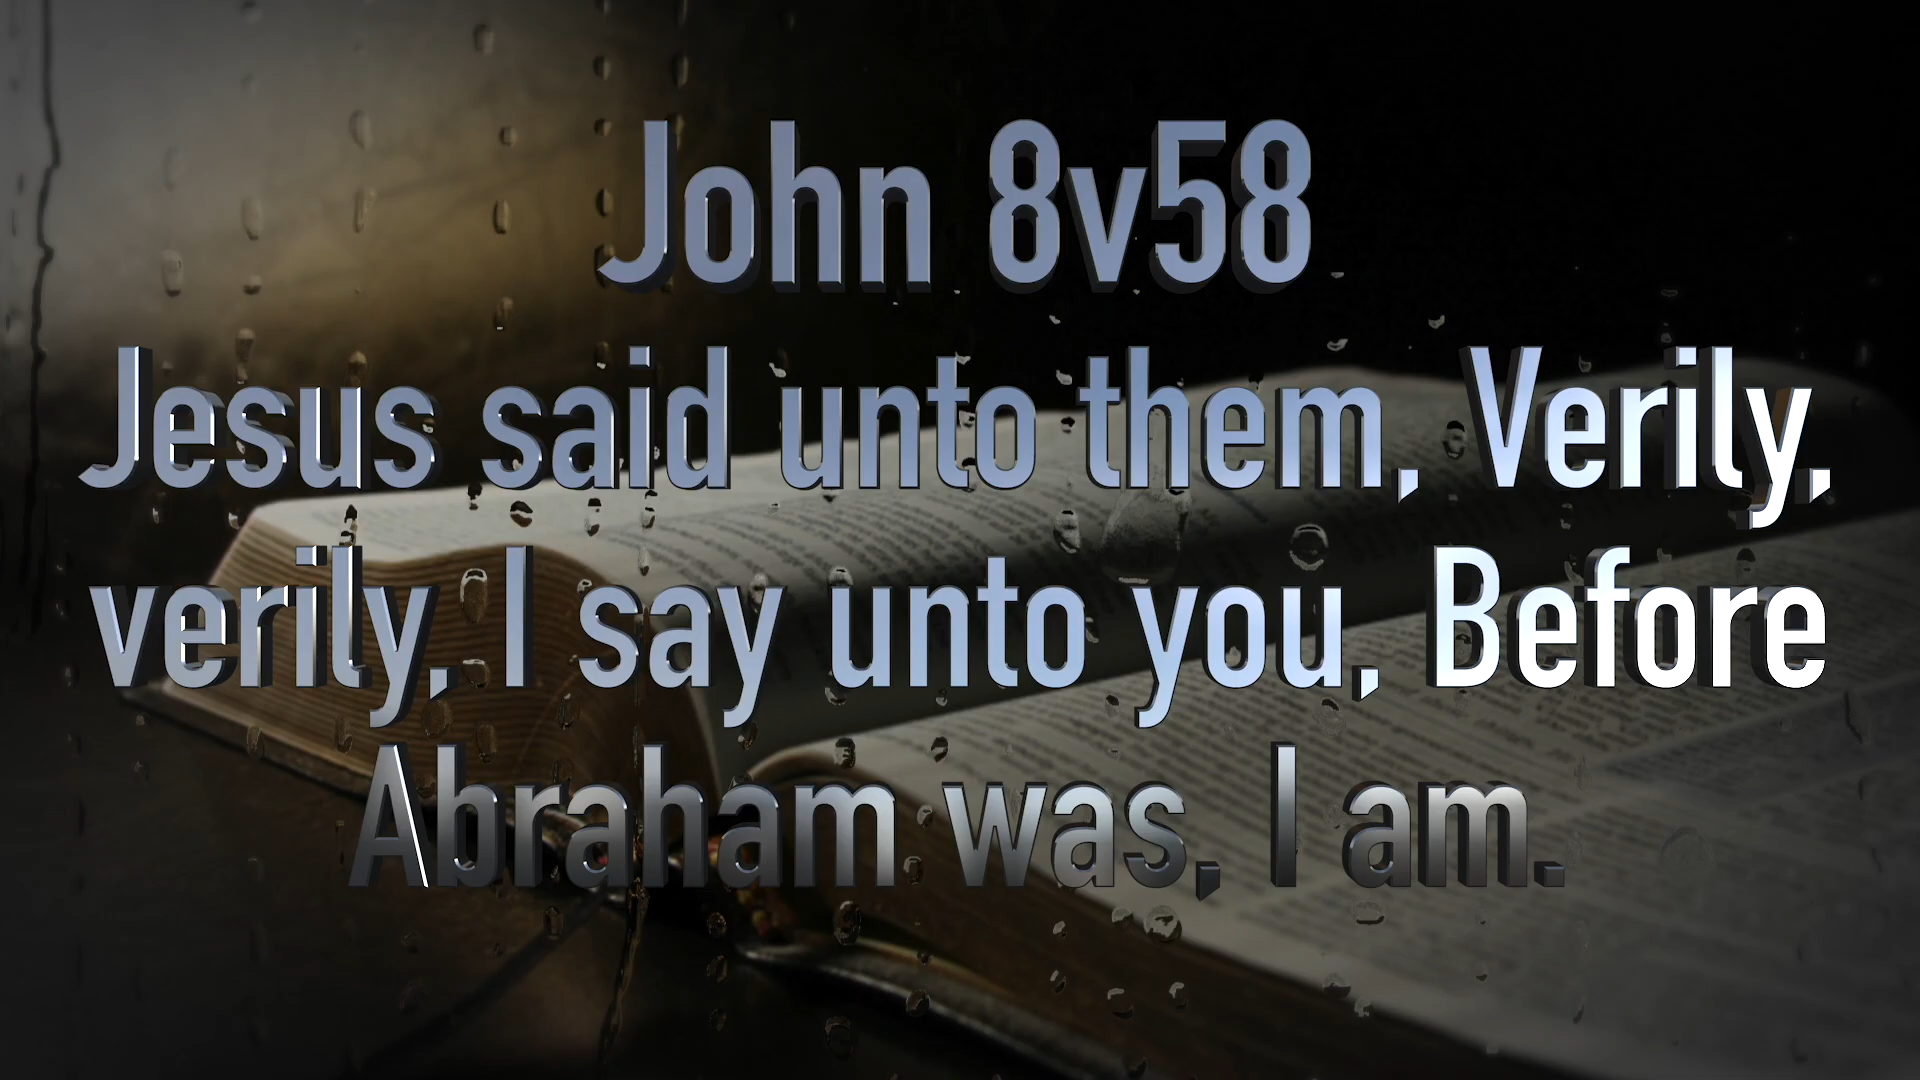 John 8v58
Jesus said unto them, Verily,
verily, I say unto you, Before
Abraham was, I am.